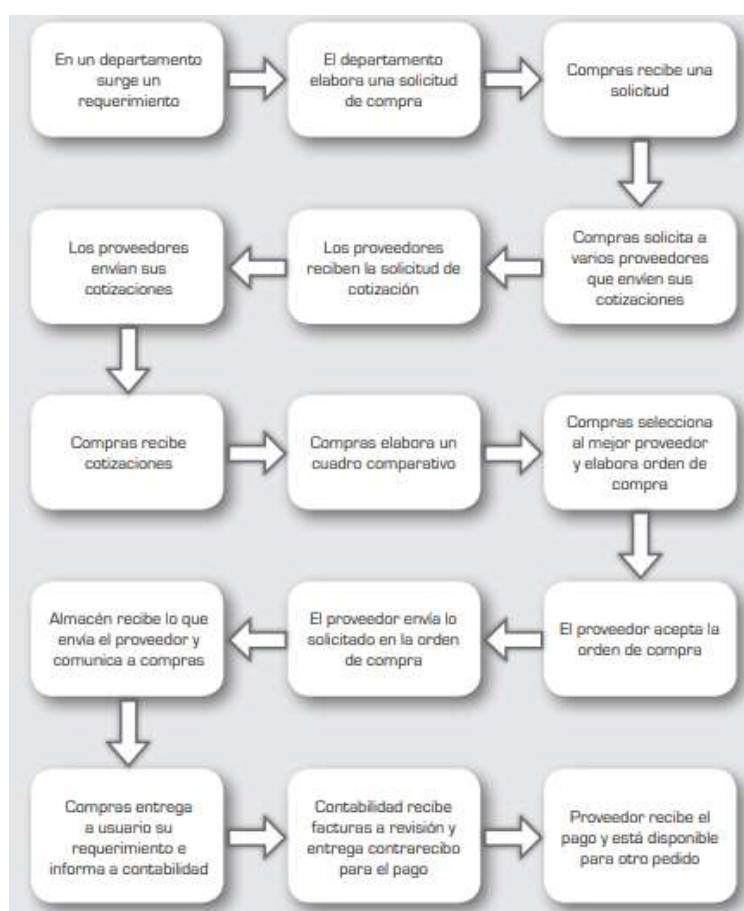 En un departamento
surge un
requerimiento
El departamento
elabora una solicitud
de compra
Compras recibe una
solicitud
Compras solicita a
varios proveedores
que envíen sus
cotizaciones
Los proveedores
reciben la solicitud de
cotización
Los proveedores
envían sus
cotizaciones
Compras recibe
cotizaciones
Compras elabora un
cuadro comparativo
Compras selecciona
al mejor proveedor
y elabora orden de
compra
El proveedor acepta la
orden de compra
El proveedor envía lo
solicitado en la orden
de compra
Almacén recibe lo que
envía el proveedor y
comunica a compras
Compras entrega
a usuario su
requerimiento e
informa a contabilidad
Contabilidad recibe
facturas a revisión y
entrega contrarecibo
para el pago
Proveedor recibe el
pago y está disponible
para otro pedido